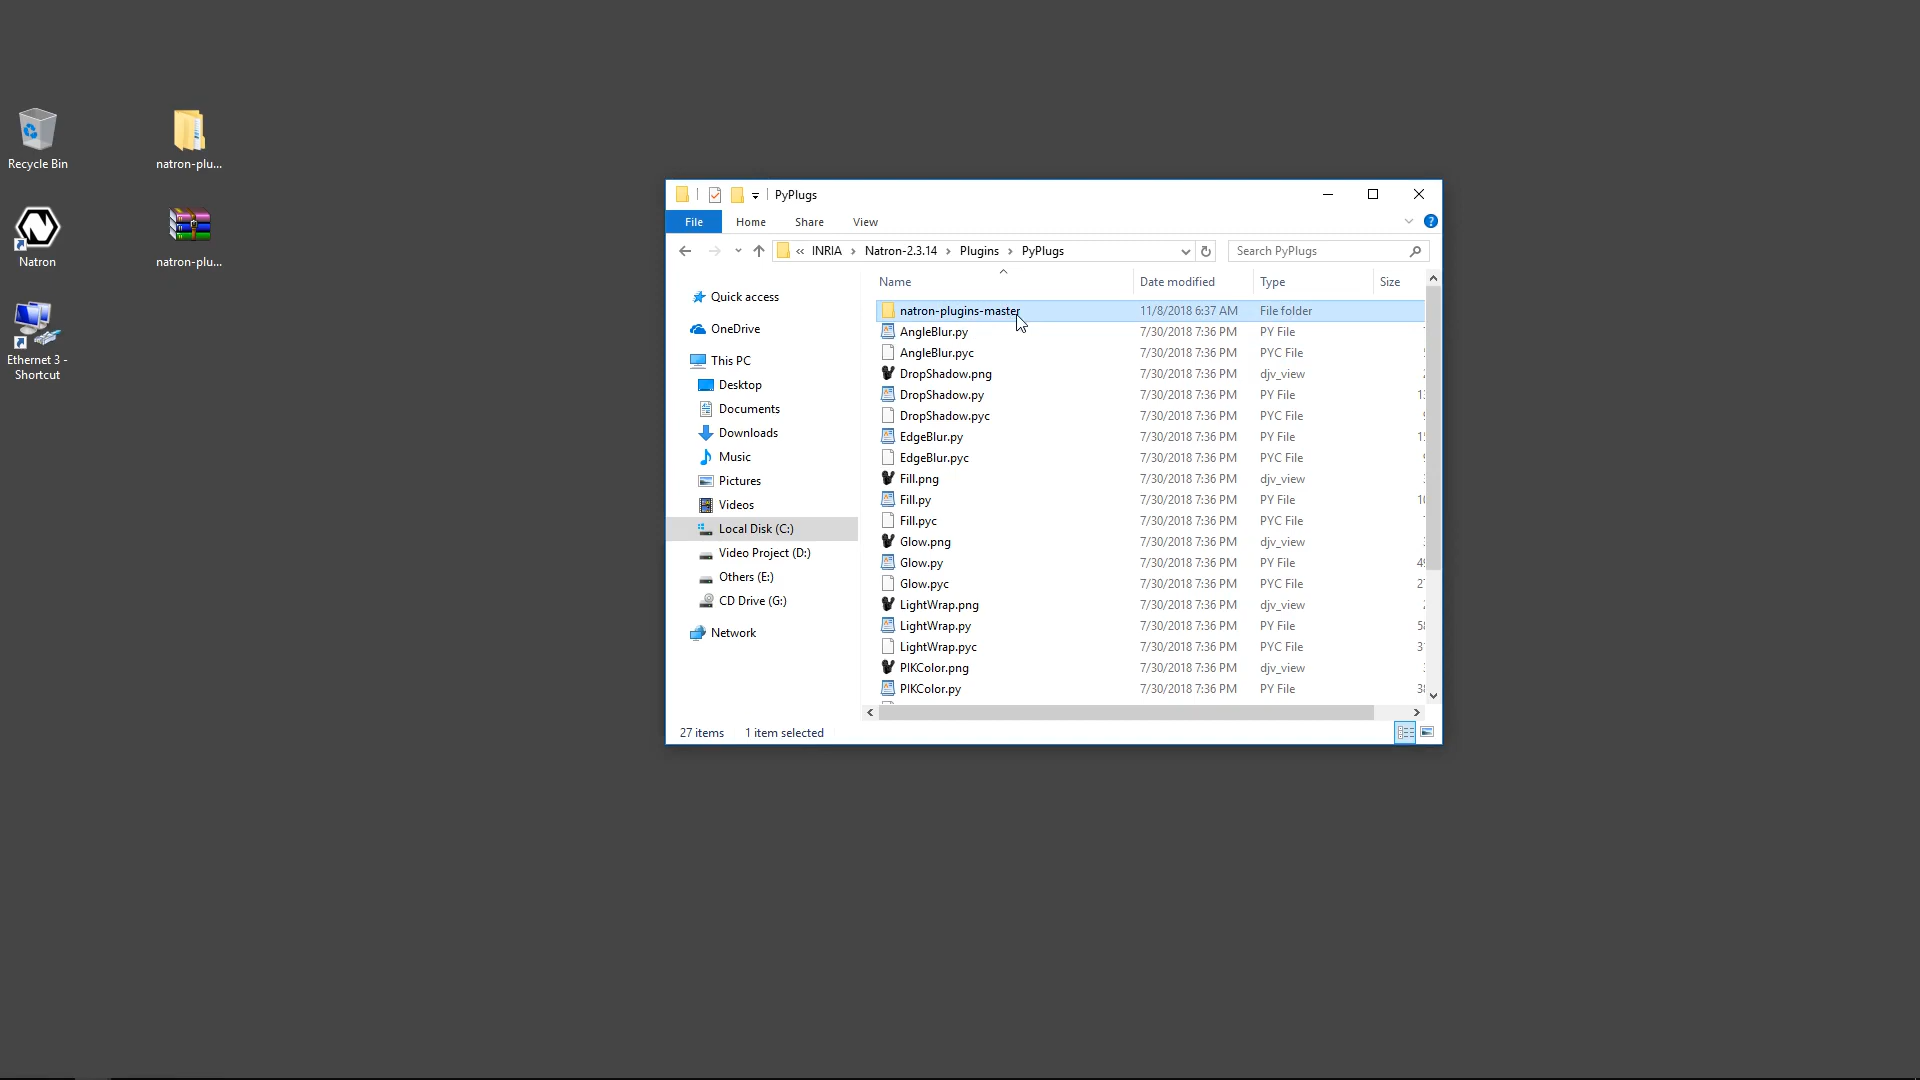 Recycle Bin
natron-plu...
Natron
natron-plu...
Ethernet 3 -
Shortcut
PyPlugs
File Home Share View
« INRIA › Natron-2.3.14 › Plugins › PyPlugs
Search PyPlugs
Quick access
OneDrive
This PC
Desktop
Documents
Downloads
Music
Pictures
Videos
Local Disk (C:)
Video Project (D:)
Others (E:)
CD Drive (G:)
Network
Name Date modified Type Size
natron-plugins-master 11/8/2018 6:37 AM File folder
AngleBlur.py 7/30/2018 7:36 PM PY File
AngleBlur.pyc 7/30/2018 7:36 PM PYC File
DropShadow.png 7/30/2018 7:36 PM djv_view
DropShadow.py 7/30/2018 7:36 PM PY File
DropShadow.pyc 7/30/2018 7:36 PM PYC File
EdgeBlur.py 7/30/2018 7:36 PM PY File
EdgeBlur.pyc 7/30/2018 7:36 PM PYC File
Fill.png 7/30/2018 7:36 PM djv_view
Fill.py 7/30/2018 7:36 PM PY File
Fill.pyc 7/30/2018 7:36 PM PYC File
Glow.png 7/30/2018 7:36 PM djv_view
Glow.py 7/30/2018 7:36 PM PY File
Glow.pyc 7/30/2018 7:36 PM PYC File
LightWrap.png 7/30/2018 7:36 PM djv_view
LightWrap.py 7/30/2018 7:36 PM PY File
LightWrap.pyc 7/30/2018 7:36 PM PYC File
PIKColor.png 7/30/2018 7:36 PM djv_view
PIKColor.py 7/30/2018 7:36 PM PY File
27 items 1 item selected